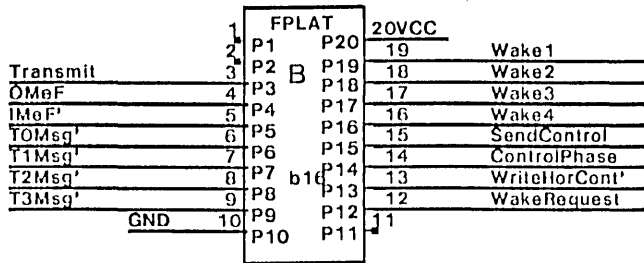 FPLAT
1 P1 P20 20VCC
2 P2 P19 19 Wake1
Transmit 3 P3 B P18 18 Wake2
OMeF 4 P4 P17 17 Wake3
IMeF' 5 P5 P16 16 Wake4
T0Msg' 6 P6 P15 15 SendControl
T1Msg' 7 P7 P14 14 ControlPhase
T2Msg' 8 P8 b16 P13 13 WriteHorCont'
T3Msg' 9 P9 P12 12 WakeRequest
GND 10 P10 P11 11